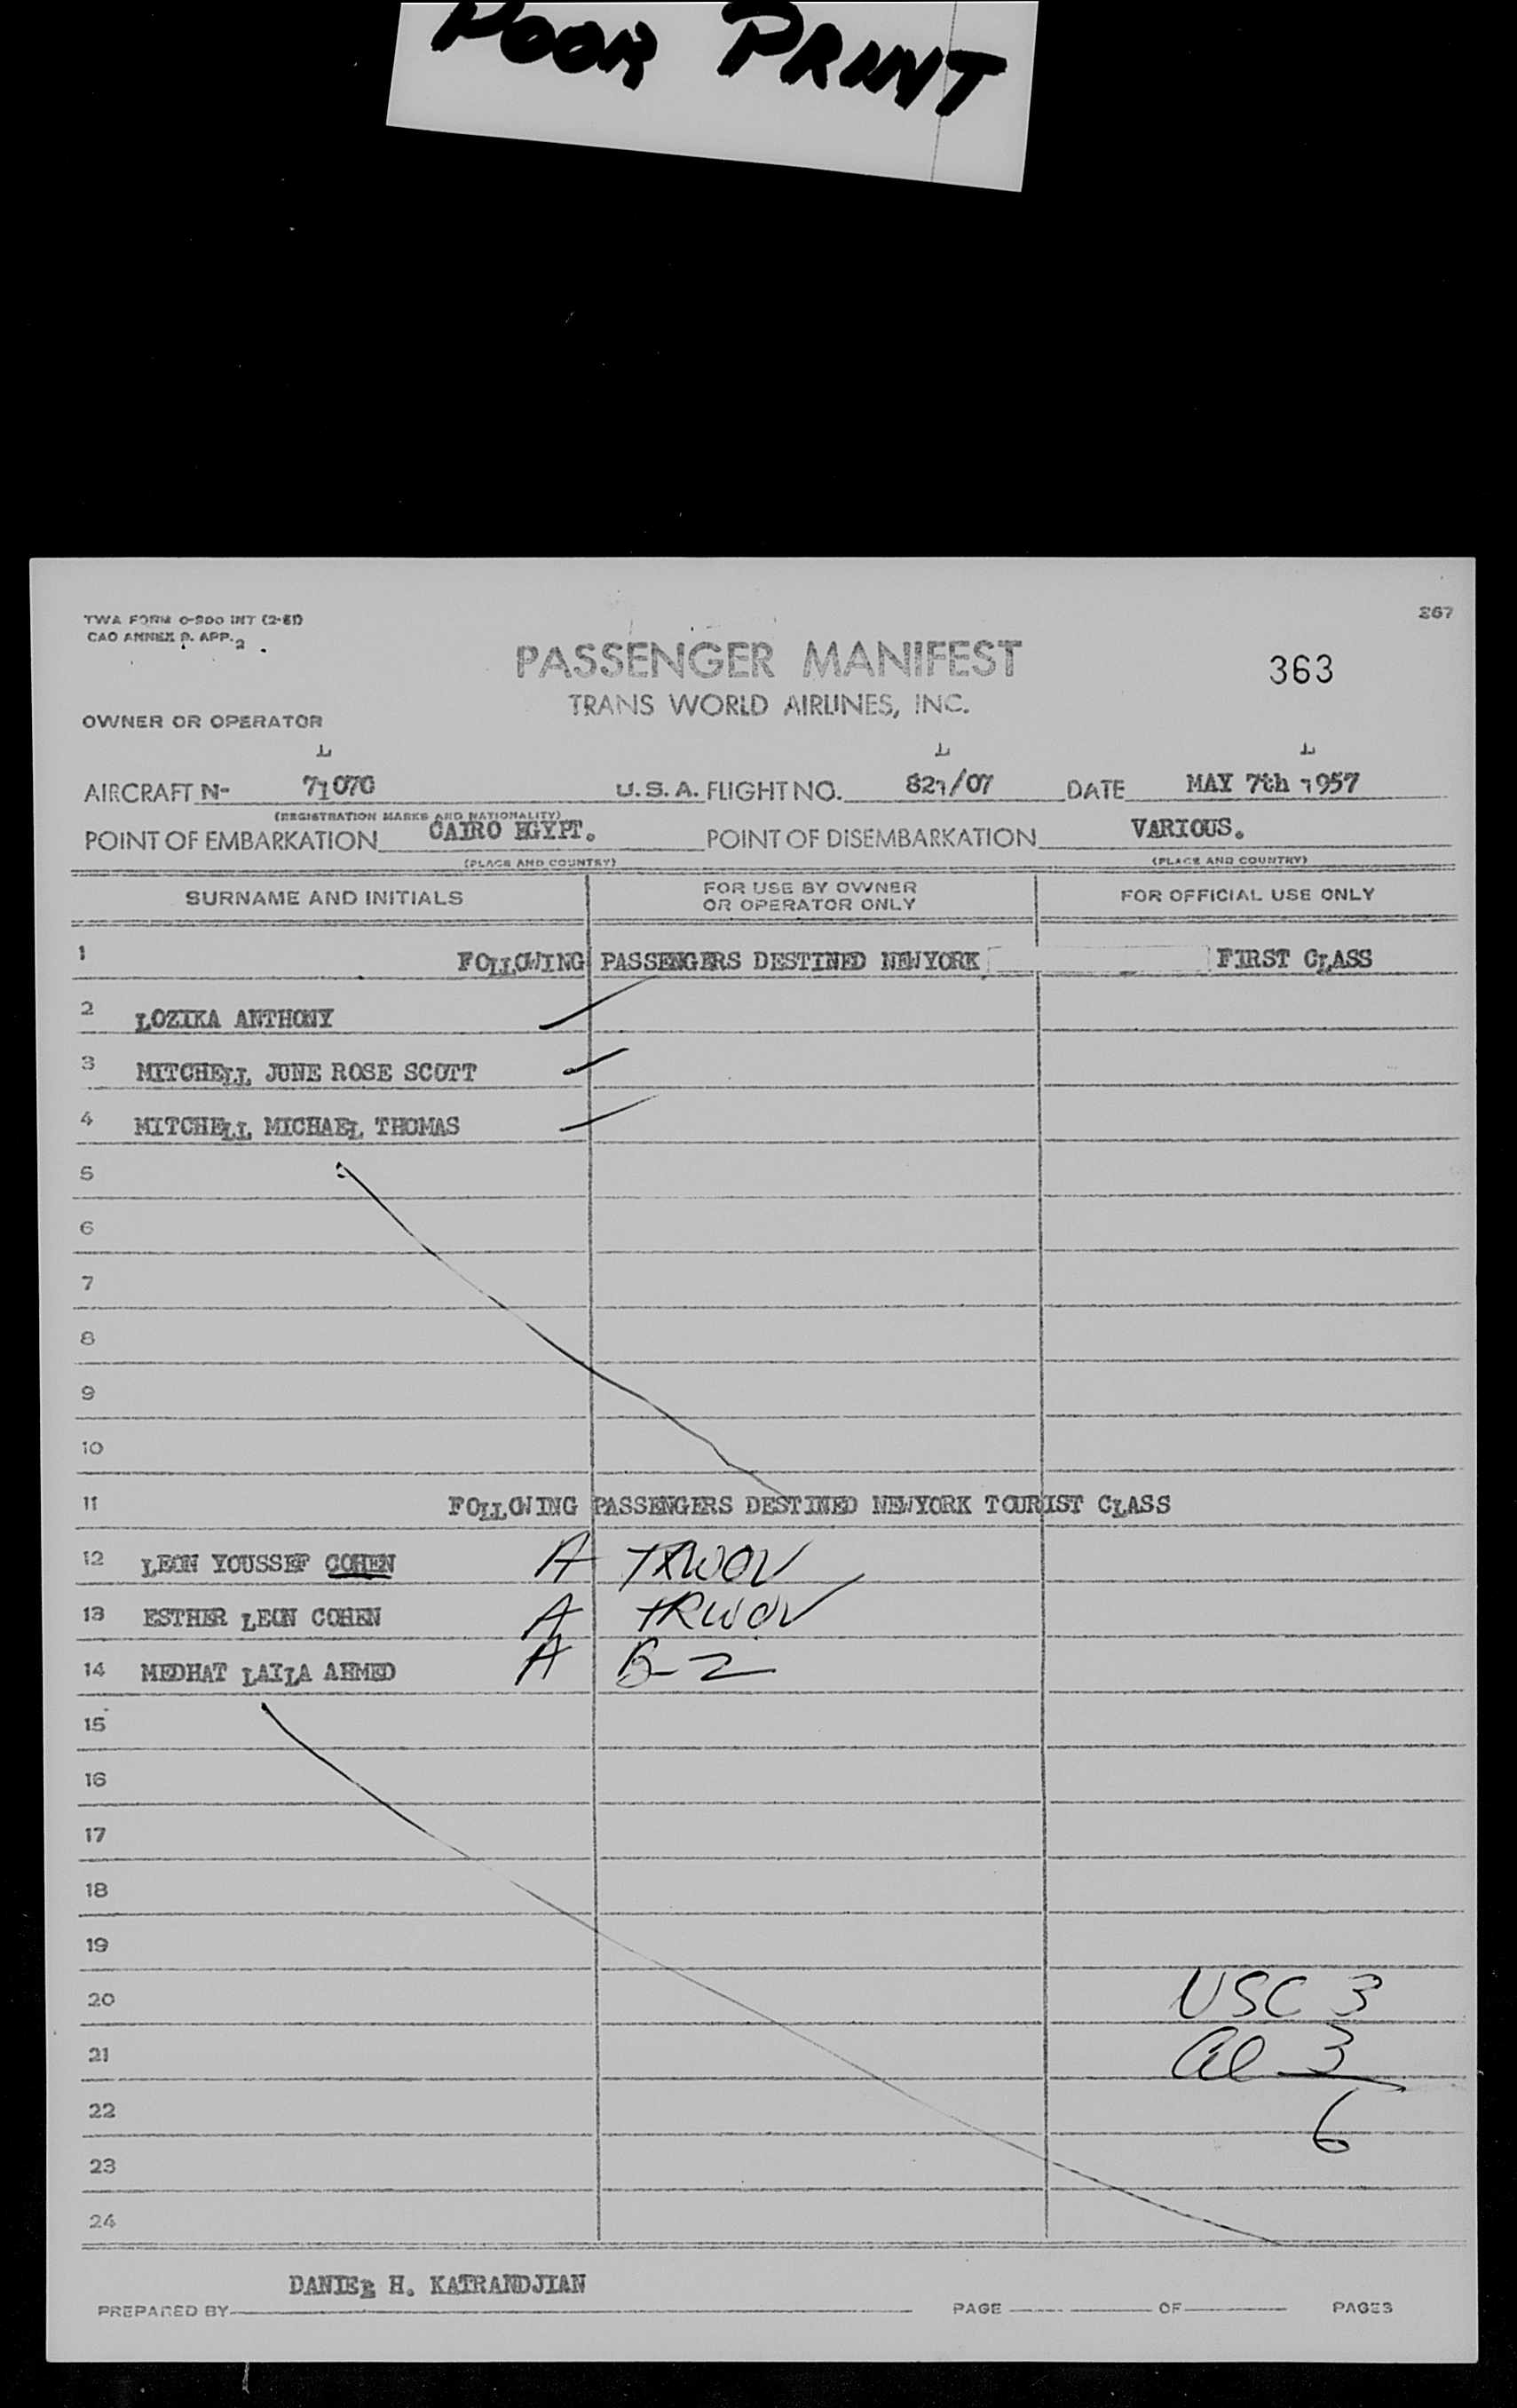 POOR PRINT
TWA FORM O-900 INT (2-51)
CAO ANNEX 9. APP. 2
267
PASSENGER MANIFEST
363
TRANS WORLD AIRLINES, INC.
OWNER OR OPERATOR
AIRCRAFT N- 7107G U.S.A. FLIGHT NO. 821/07 DATE MAY 7th 1957
(REGISTRATION MARKS AND NATIONALITY)
POINT OF EMBARKATION CAIRO EGYPT. POINT OF DISEMBARKATION VARIOUS.
(PLACE AND COUNTRY) (PLACE AND COUNTRY)
SURNAME AND INITIALS FOR USE BY OWNER OR OPERATOR ONLY FOR OFFICIAL USE ONLY
1 FOLLOWING PASSENGERS DESTINED NEWYORK FIRST CLASS
2 LOZIKA ANTHONY
3 MITCHELL JUNE ROSE SCOTT
4 MITCHELL MICHAEL THOMAS
5
6
7
8
9
10
11 FOLLOWING PASSENGERS DESTINED NEWYORK TOURIST CLASS
12 LEON YOUSSEF COHEN A TRWOV
13 ESTHER LEON COHEN A TRWOV
14 MEDHAT LAILA AHMED A B-2
15
16
17
18
19
20 USC 3
21 al 3
22 6
23
24
DANIEL H. KATRANDJIAN
PREPARED BY PAGE OF PAGES